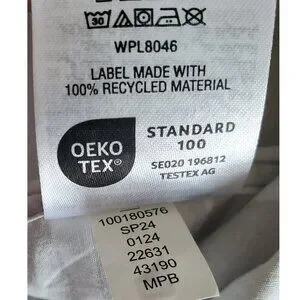 30
WPL8046
LABEL MADE WITH
100% RECYCLED MATERIAL
OEKO
TEX®
STANDARD
100
SE020 196812
TESTEX AG
100180576
SP24
0124
22631
43190
MPB